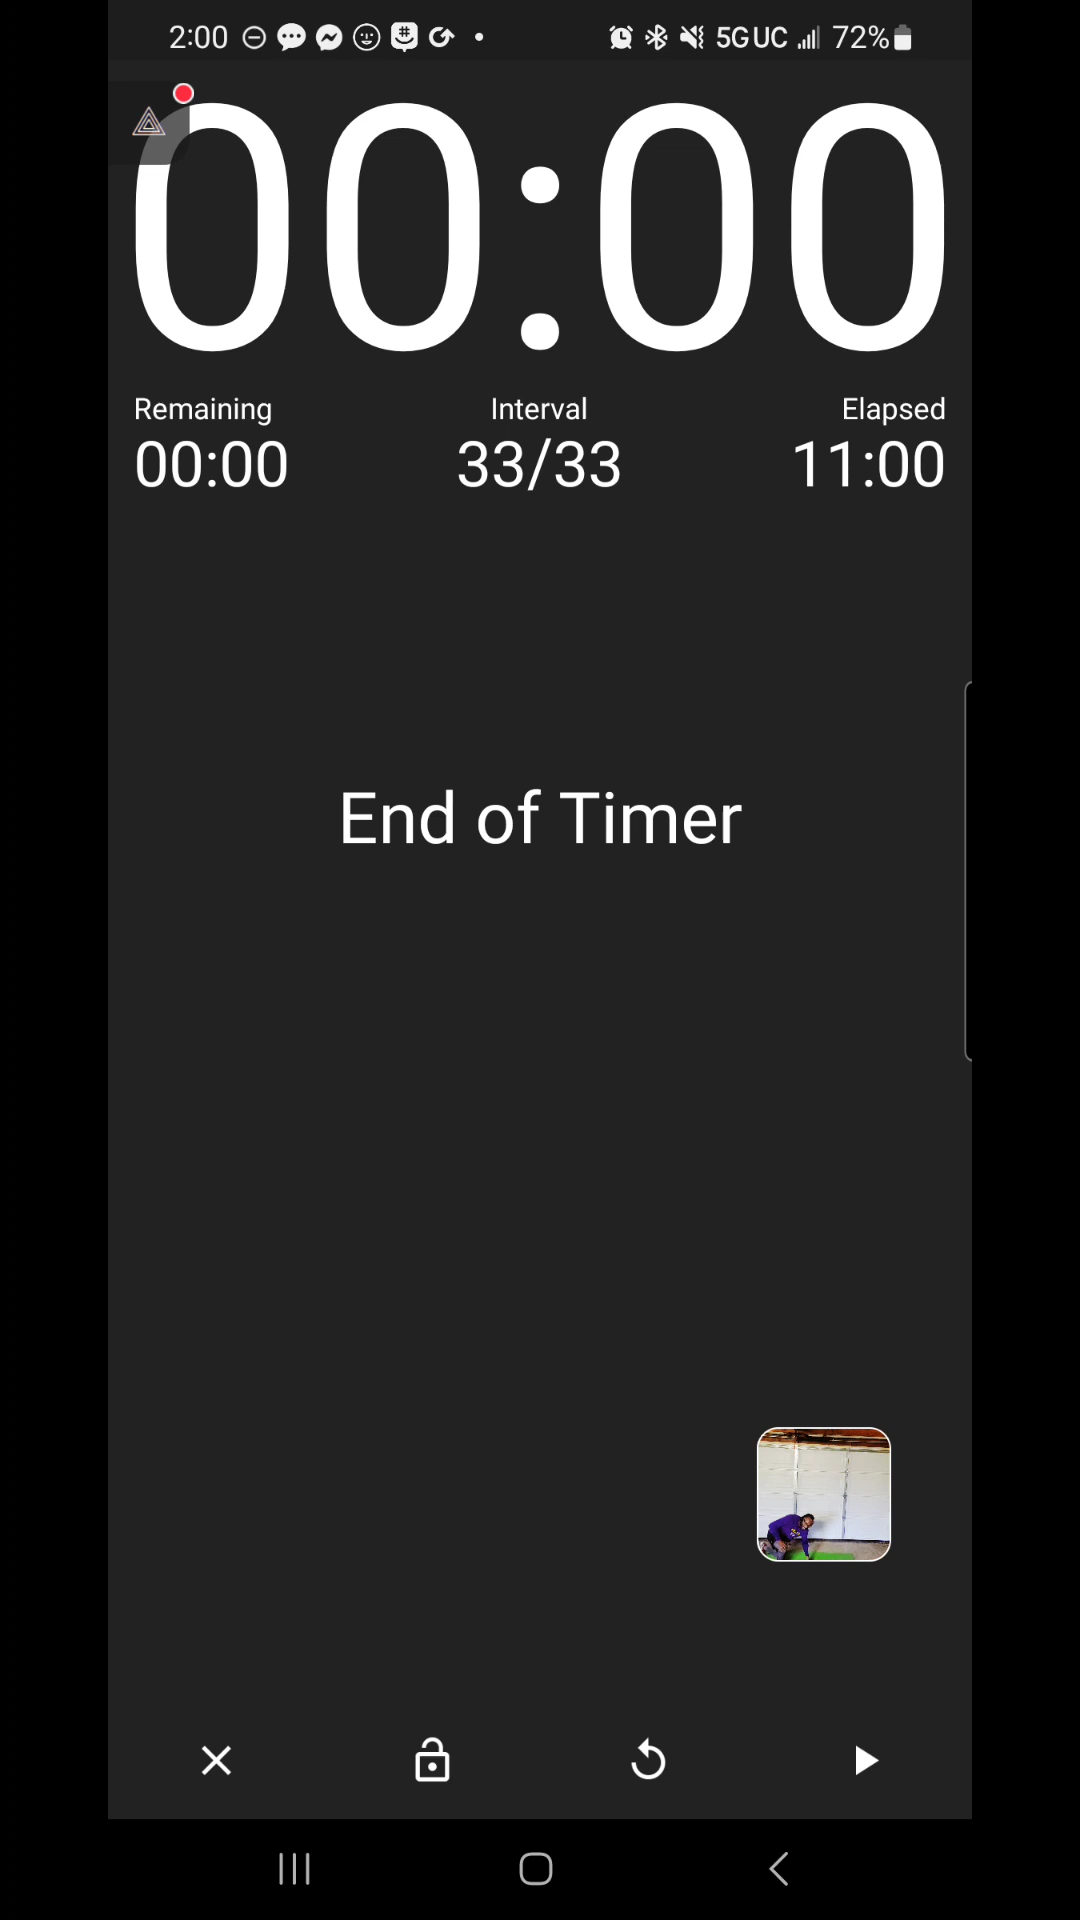 2:00 5G UC 72%
00:00
Remaining Interval Elapsed
00:00 33/33 11:00
End of Timer